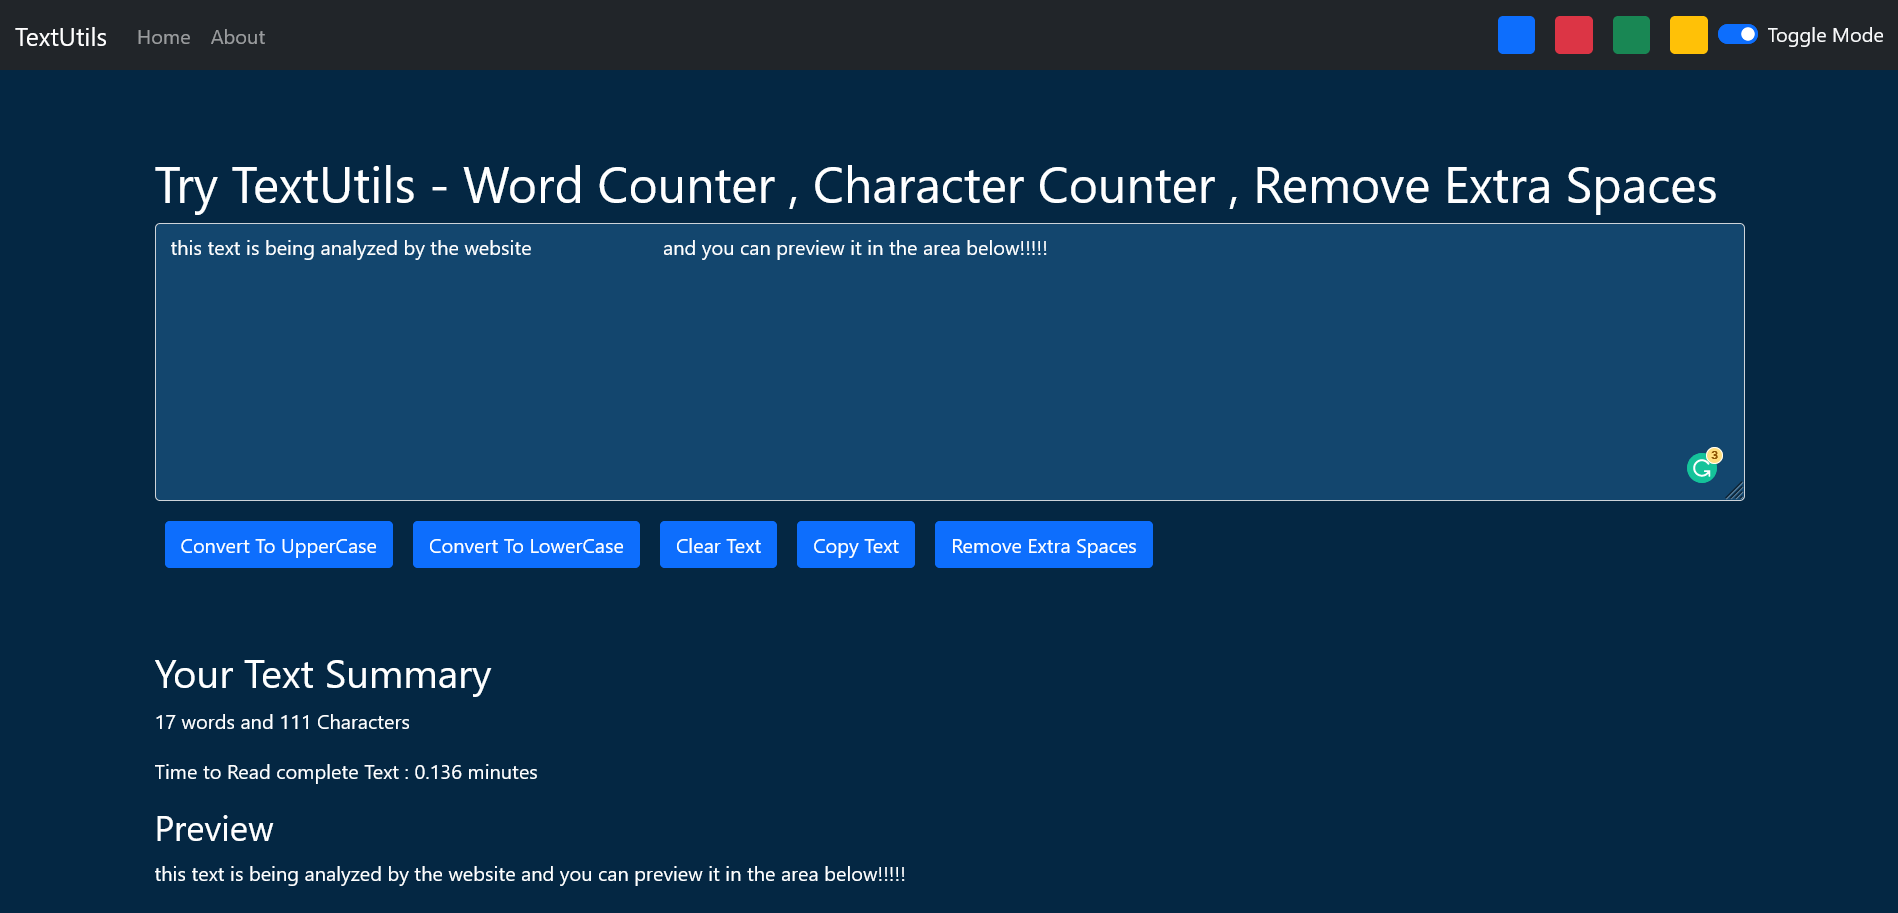 TextUtils Home About Toggle Mode
Try TextUtils - Word Counter , Character Counter , Remove Extra Spaces
this text is being analyzed by the website                          and you can preview it in the area below!!!!!
3
Convert To UpperCase Convert To LowerCase Clear Text Copy Text Remove Extra Spaces
Your Text Summary
17 words and 111 Characters
Time to Read complete Text : 0.136 minutes
Preview
this text is being analyzed by the website and you can preview it in the area below!!!!!